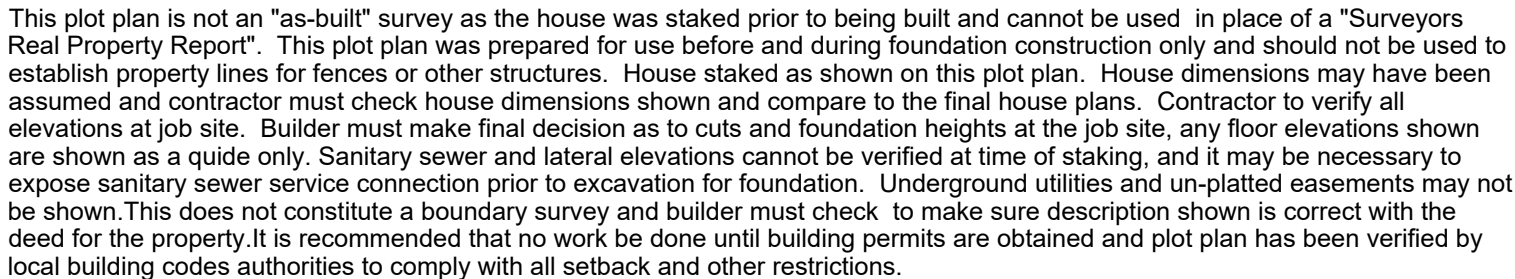 This plot plan is not an "as-built" survey as the house was staked prior to being built and cannot be used  in place of a "Surveyors
Real Property Report".  This plot plan was prepared for use before and during foundation construction only and should not be used to
establish property lines for fences or other structures.  House staked as shown on this plot plan.  House dimensions may have been
assumed and contractor must check house dimensions shown and compare to the final house plans.  Contractor to verify all
elevations at job site.  Builder must make final decision as to cuts and foundation heights at the job site, any floor elevations shown
are shown as a quide only. Sanitary sewer and lateral elevations cannot be verified at time of staking, and it may be necessary to
expose sanitary sewer service connection prior to excavation for foundation.  Underground utilities and un-platted easements may not
be shown.This does not constitute a boundary survey and builder must check  to make sure description shown is correct with the
deed for the property.It is recommended that no work be done until building permits are obtained and plot plan has been verified by
local building codes authorities to comply with all setback and other restrictions.